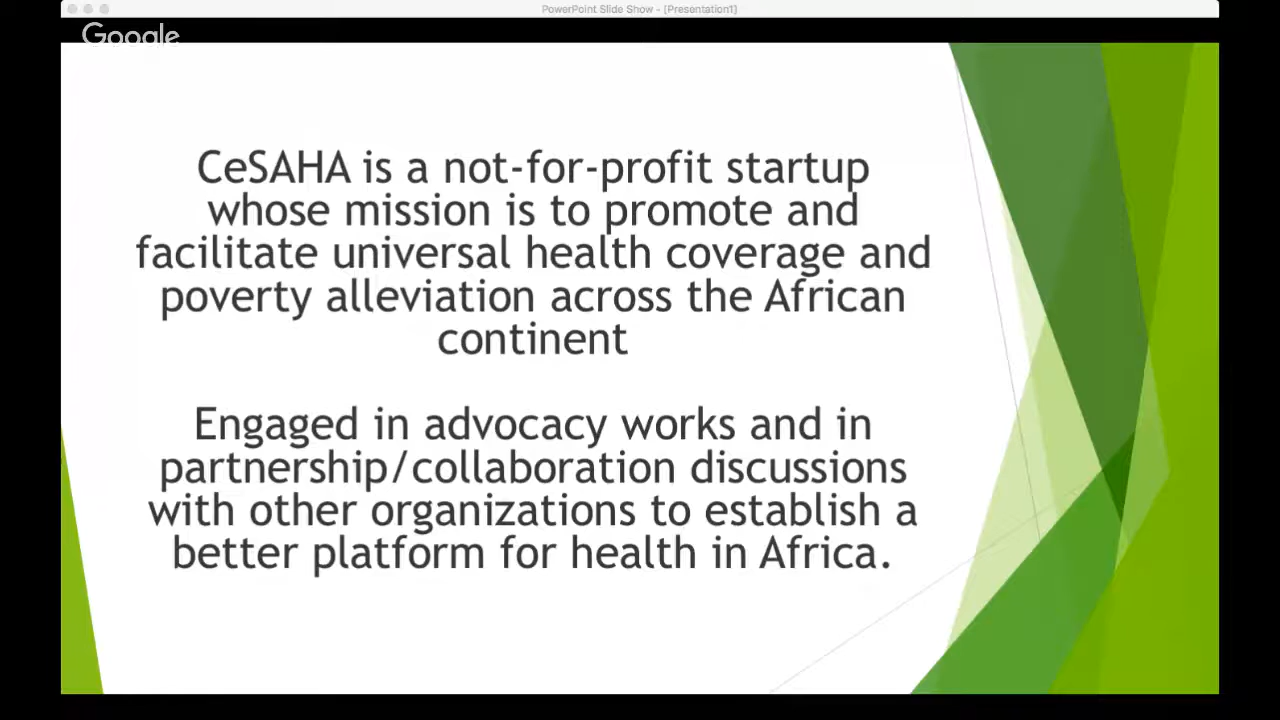 PowerPoint Slide Show - [Presentation1]
Google
CeSAHA is a not-for-profit startup
whose mission is to promote and
facilitate universal health coverage and
poverty alleviation across the African
continent
Engaged in advocacy works and in
partnership/collaboration discussions
with other organizations to establish a
better platform for health in Africa.